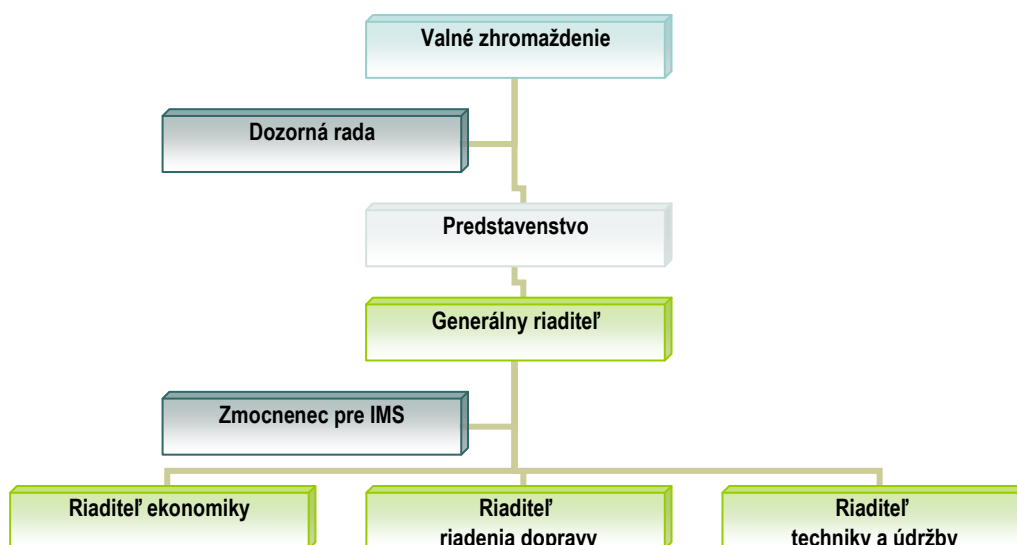 Valné zhromaždenie
Dozorná rada
Predstavenstvo
Generálny riaditeľ
Zmocnenec pre IMS
Riaditeľ ekonomiky
Riaditeľ
riadenia dopravy
Riaditeľ
techniky a údržby